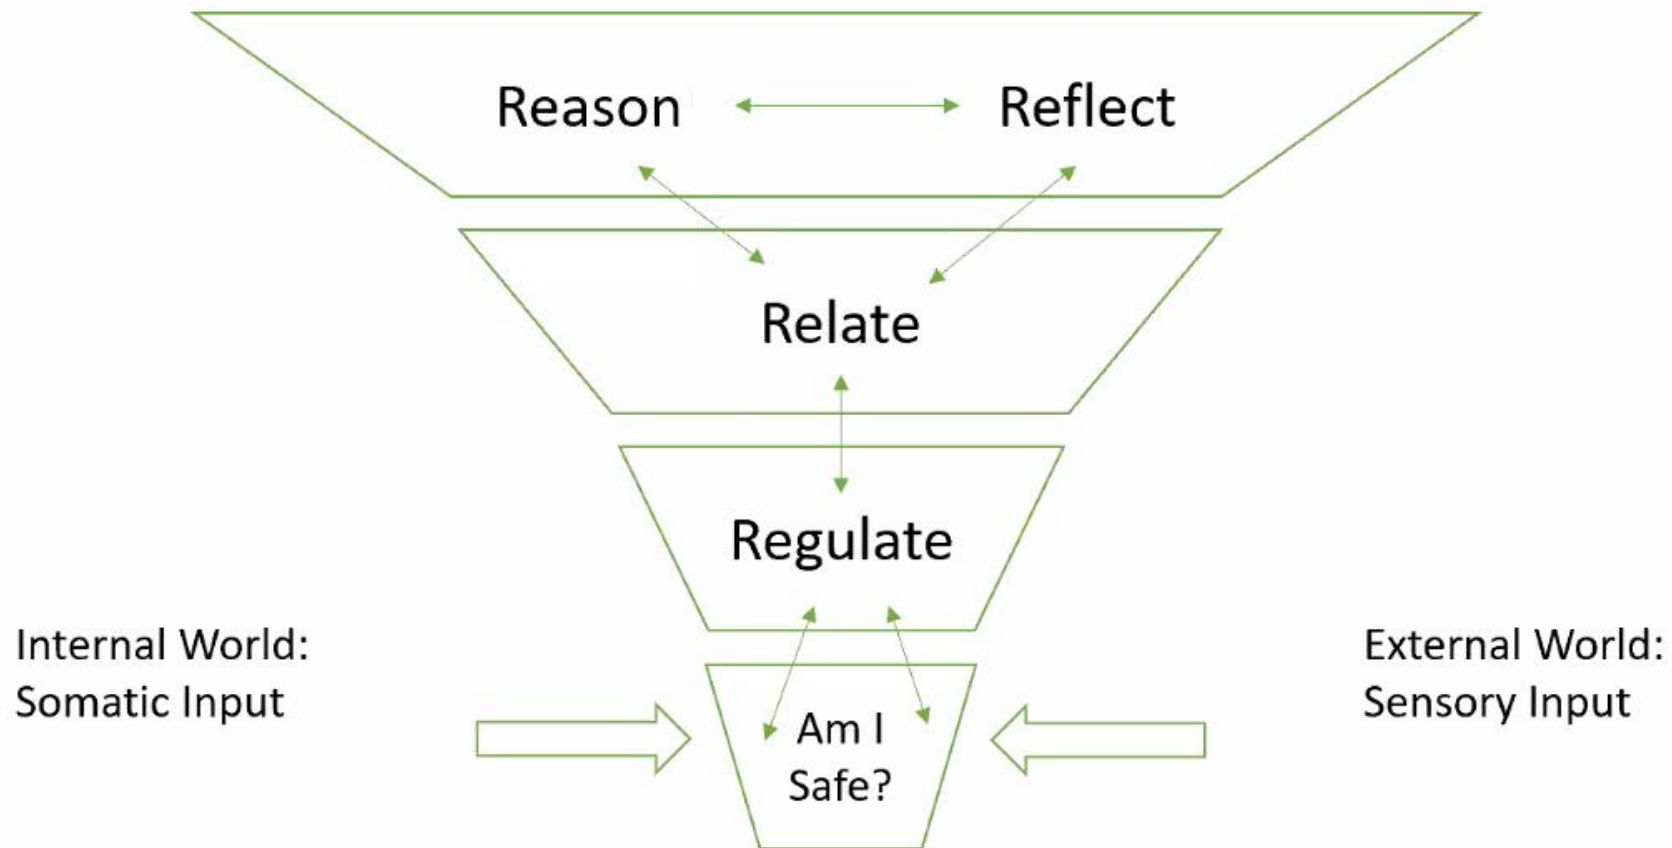 Reason
Reflect
Relate
Regulate
Internal World:
Somatic Input
Am I
Safe?
External World:
Sensory Input